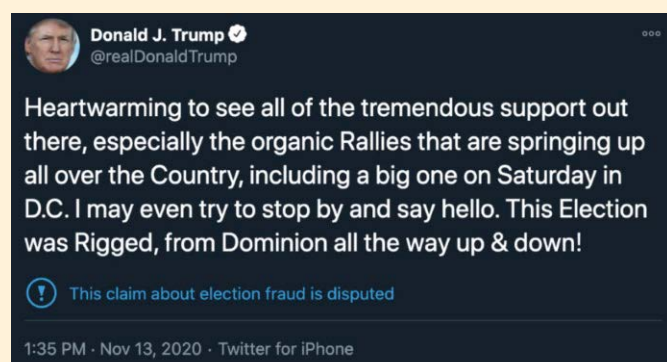 Donald J. Trump
@realDonaldTrump
Heartwarming to see all of the tremendous support out
there, especially the organic Rallies that are springing up
all over the Country, including a big one on Saturday in
D.C. I may even try to stop by and say hello. This Election
was Rigged, from Dominion all the way up & down!
This claim about election fraud is disputed
1:35 PM · Nov 13, 2020 · Twitter for iPhone